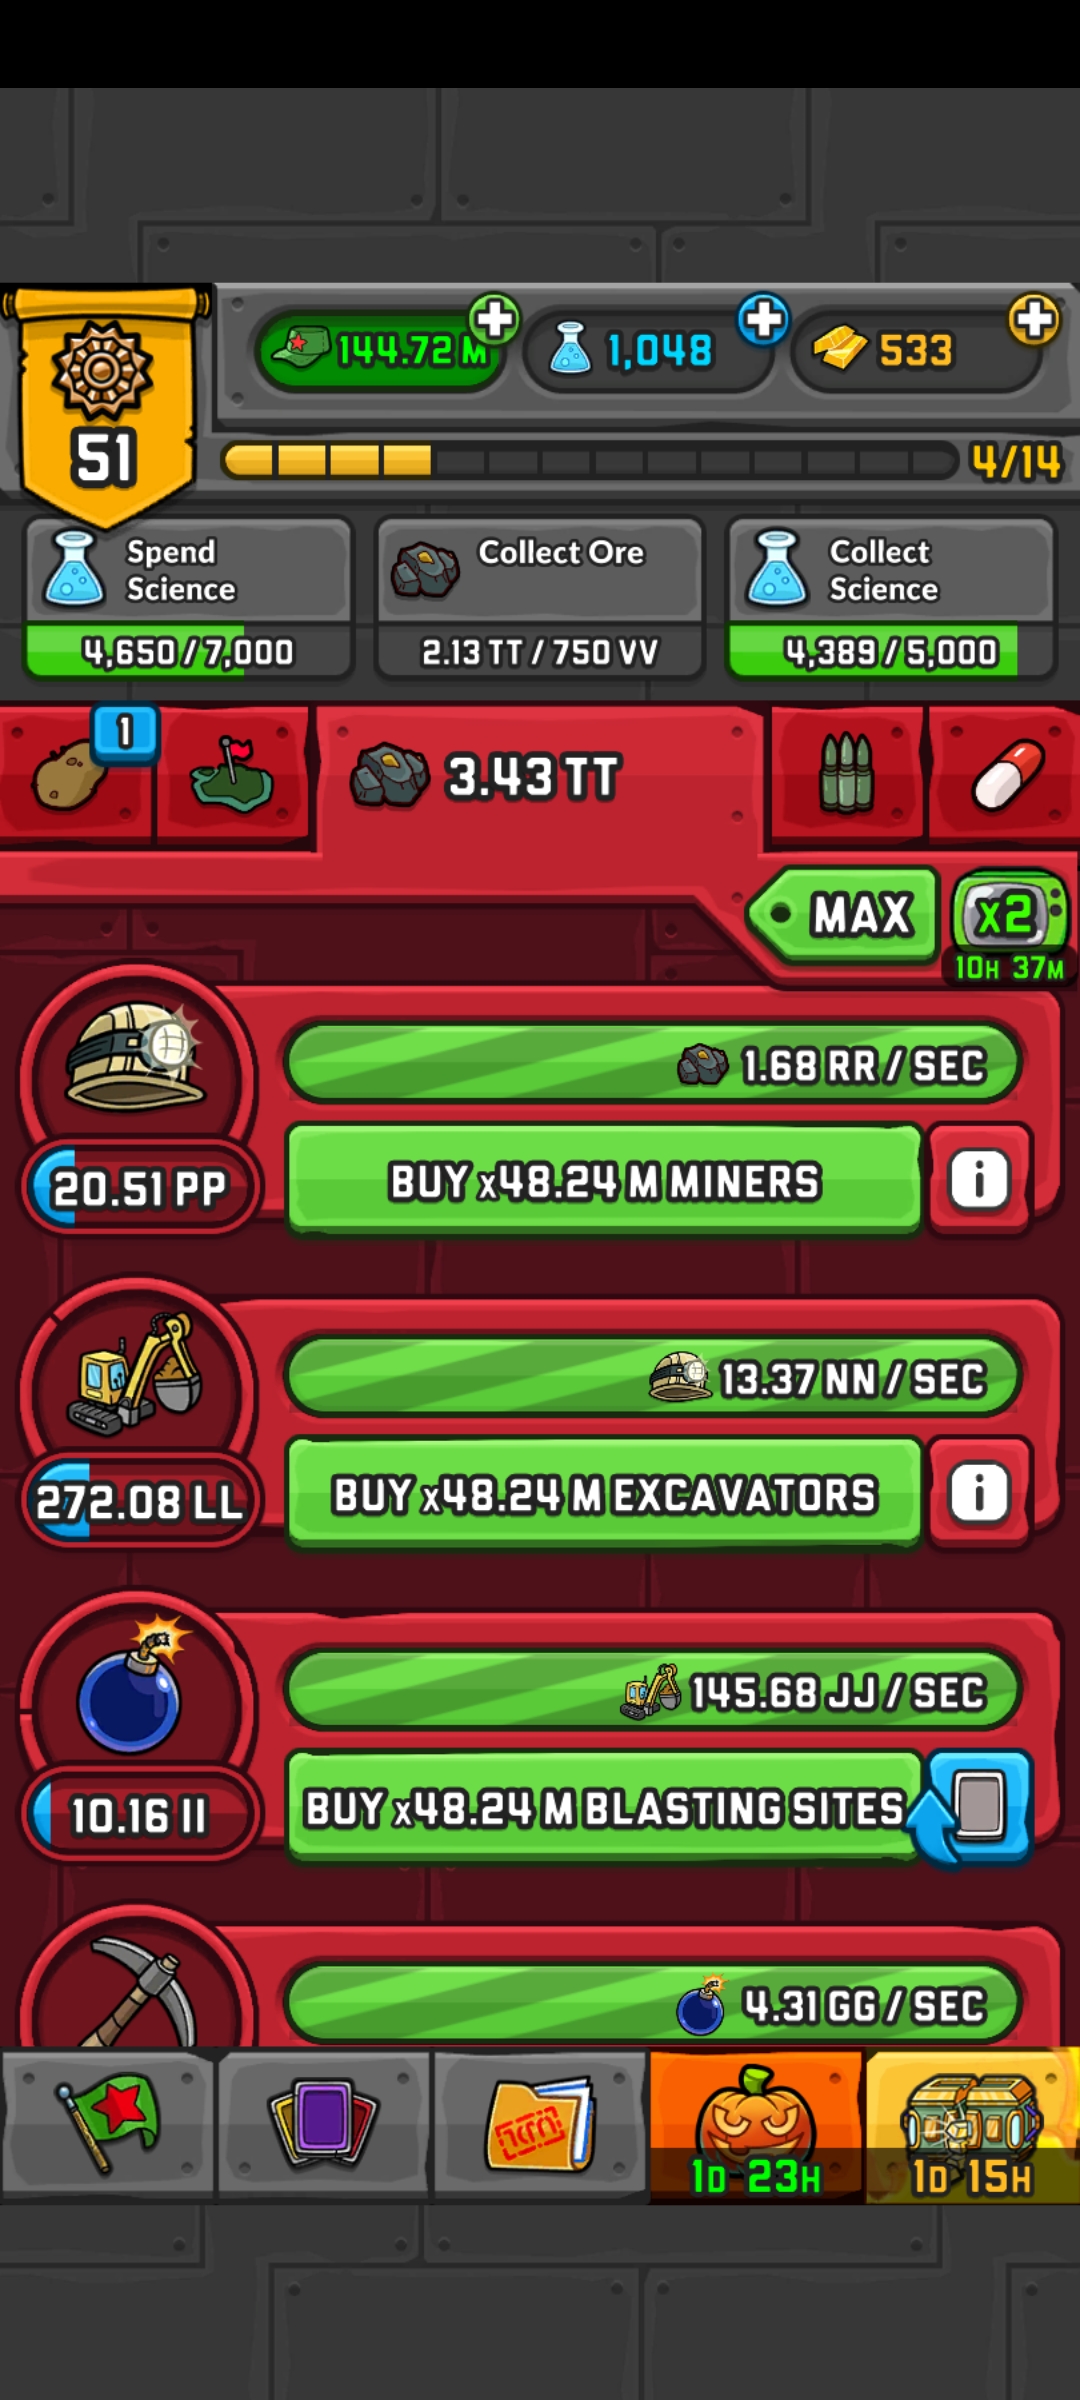 144.72 M
1,048
533
51
4/14
Spend
Science
4,650/7,000
Collect Ore
2.13 TT/750 VV
Collect
Science
4,389/5,000
1
3.43 TT
MAX
x2
10H 37M
1.68 RR/SEC
20.51 PP
BUY x48.24 M MINERS
i
13.37 NN/SEC
272.08 LL
BUY x48.24 M EXCAVATORS
i
145.68 JJ/SEC
10.16 II
BUY x48.24 M BLASTING SITES
4.31 GG/SEC
1D 23H
1D 15H